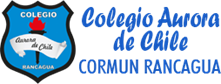 COLEGIO
Aurora
de Chile
RANCAGUA
Colegio Aurora
de Chile
CORMUN RANCAGUA